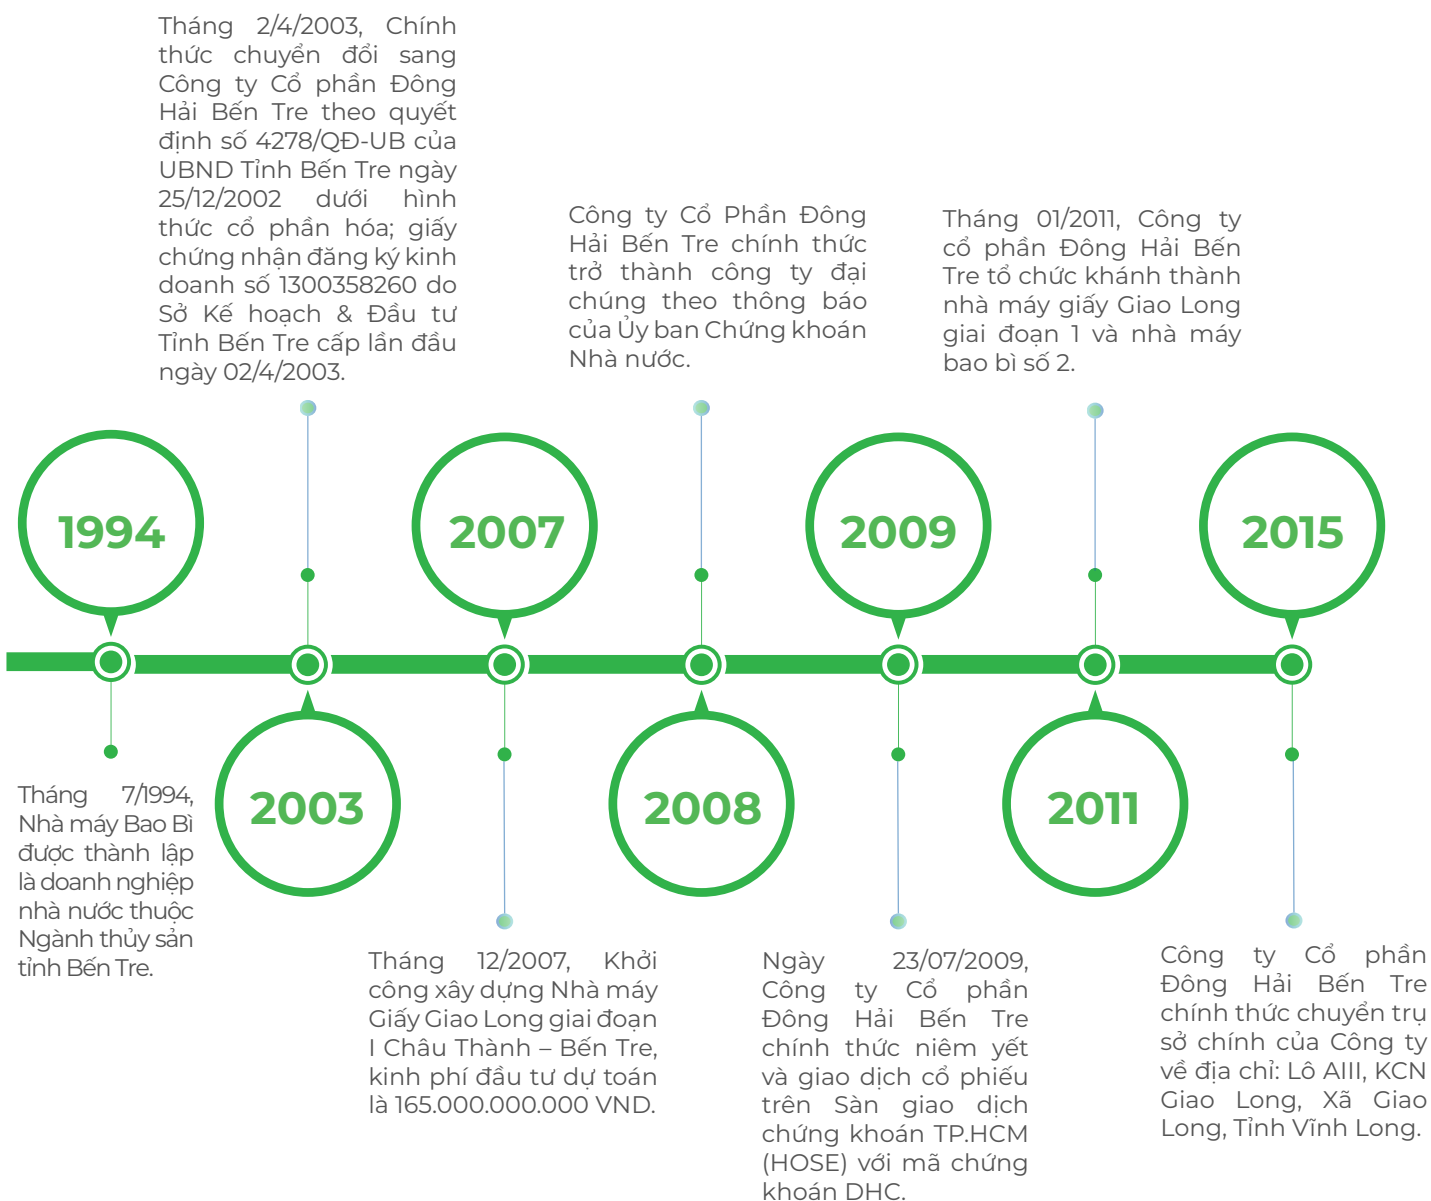 Tháng 2/4/2003, Chính
thức chuyển đổi sang
Công ty Cổ phần Đông
Hải Bến Tre theo quyết
định số 4278/QĐ-UB của
UBND Tỉnh Bến Tre ngày
25/12/2002 dưới hình
thức cổ phần hóa; giấy
chứng nhận đăng ký kinh
doanh số 1300358260 do
Sở Kế hoạch & Đầu tư
Tỉnh Bến Tre cấp lần đầu
ngày 02/4/2003.
Công ty Cổ Phần Đông
Hải Bến Tre chính thức
trở thành công ty đại
chúng theo thông báo
của Ủy ban Chứng khoán
Nhà nước.
Tháng 01/2011, Công ty
cổ phần Đông Hải Bến
Tre tổ chức khánh thành
nhà máy giấy Giao Long
giai đoạn 1 và nhà máy
bao bì số 2.
1994
2007
2009
2015
2003
2008
2011
Tháng 7/1994,
Nhà máy Bao Bì
được thành lập
là doanh nghiệp
nhà nước thuộc
Ngành thủy sản
tỉnh Bến Tre.
Tháng 12/2007, Khởi
công xây dựng Nhà máy
Giấy Giao Long giai đoạn
I Châu Thành – Bến Tre,
kinh phí đầu tư dự toán
là 165.000.000.000 VND.
Ngày 23/07/2009,
Công ty Cổ phần
Đông Hải Bến Tre
chính thức niêm yết
và giao dịch cổ phiếu
trên Sàn giao dịch
chứng khoán TP.HCM
(HOSE) với mã chứng
khoán DHC.
Công ty Cổ phần
Đông Hải Bến Tre
chính thức chuyển trụ
sở chính của Công ty
về địa chỉ: Lô AIII, KCN
Giao Long, Xã Giao
Long, Tỉnh Vĩnh Long.